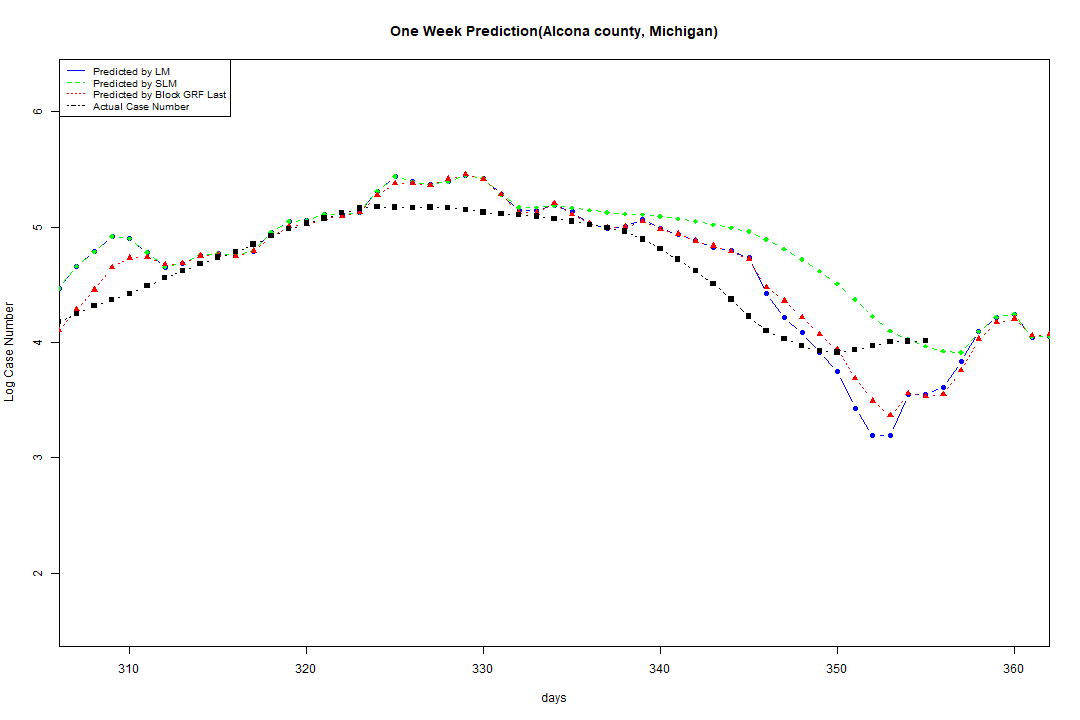 One Week Prediction(Alcona county, Michigan)
Predicted by LM
Predicted by SLM
Predicted by Block GRF Last
Actual Case Number
6
5
4
3
2
Log Case Number
310 320 330 340 350 360
days